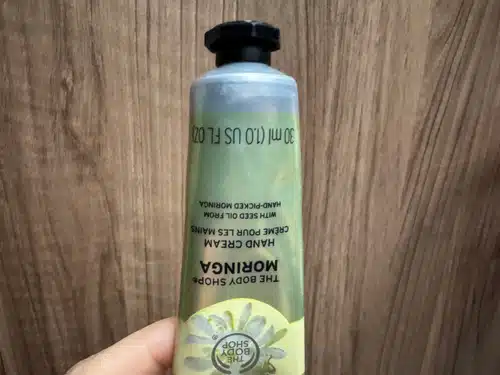 THE
BODY
SHOP
THE BODY SHOP®
MORINGA
HAND CREAM
CRÈME POUR LES MAINS
WITH SEED OIL FROM
HAND-PICKED MORINGA
30 ml (1.0 US FL OZ)